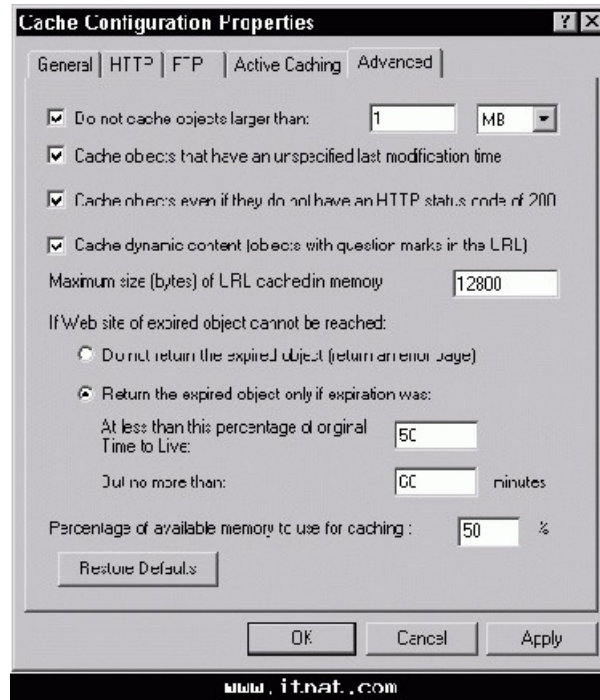 Cache Configuration Properties
General HTTP FTP Active Caching Advanced
Do not cache objects larger than: 1 MB
Cache objects that have an unspecified last modification time
Cache objects even if they do not have an HTTP status code of 200
Cache dynamic content (objects with question marks in the URL)
Maximum size (bytes) of URL cached in memory 12800
If Web site of expired object cannot be reached:
Do not return the expired object (return an error page)
Return the expired object only if expiration was:
At less than this percentage of original 50
Time to Live:
But no more than: 60 minutes
Percentage of available memory to use for caching : 50 %
Restore Defaults
OK Cancel Apply
www.itnat.com